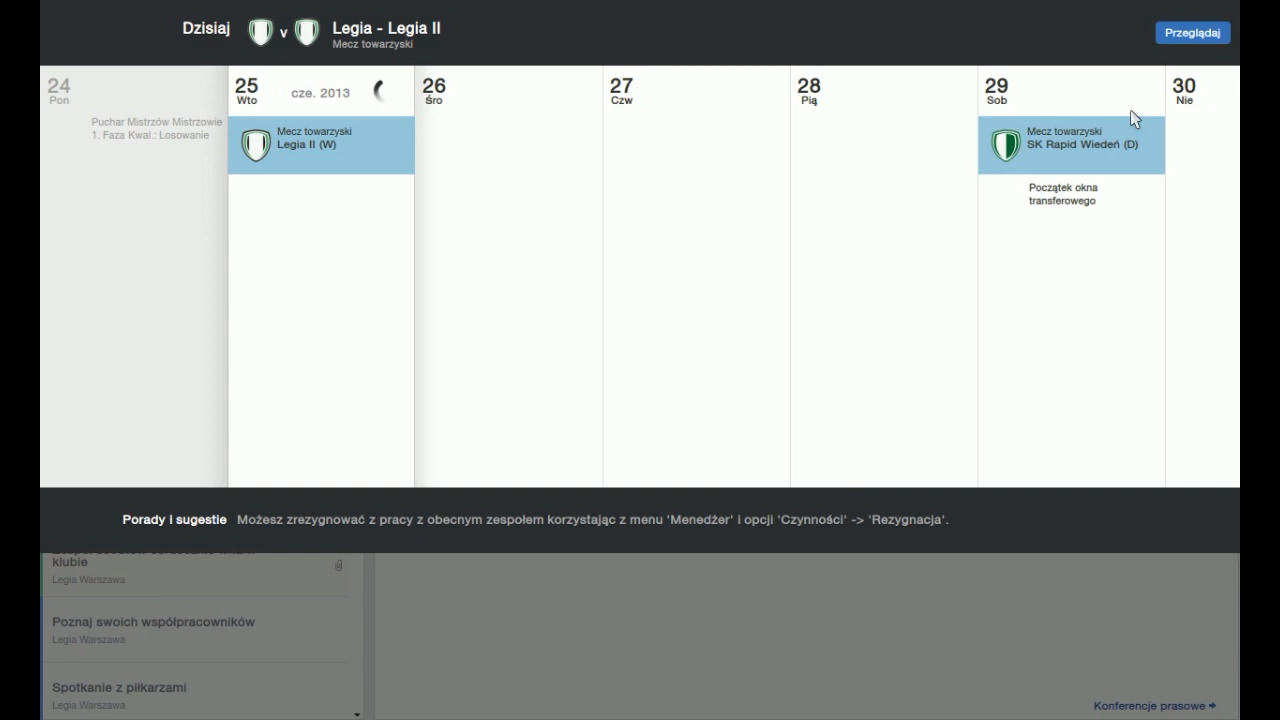 Dzisiaj
v
Legia - Legia II
Mecz towarzyski
Przeglądaj
24
Pon
Puchar Mistrzów Mistrzowie
1. Faza Kwal.: Losowanie
25
Wto
cze. 2013
Mecz towarzyski
Legia II (W)
26
Śro
27
Czw
28
Pią
29
Sob
Mecz towarzyski
SK Rapid Wiedeń (D)
Początek okna
transferowego
30
Nie
Porady i sugestie
Możesz zrezygnować z pracy z obecnym zespołem korzystając z menu 'Menedżer' i opcji 'Czynności' -> 'Rezygnacja'.
klubie
Legia Warszawa
Poznaj swoich współpracowników
Legia Warszawa
Spotkanie z piłkarzami
Legia Warszawa
Konferencje prasowe